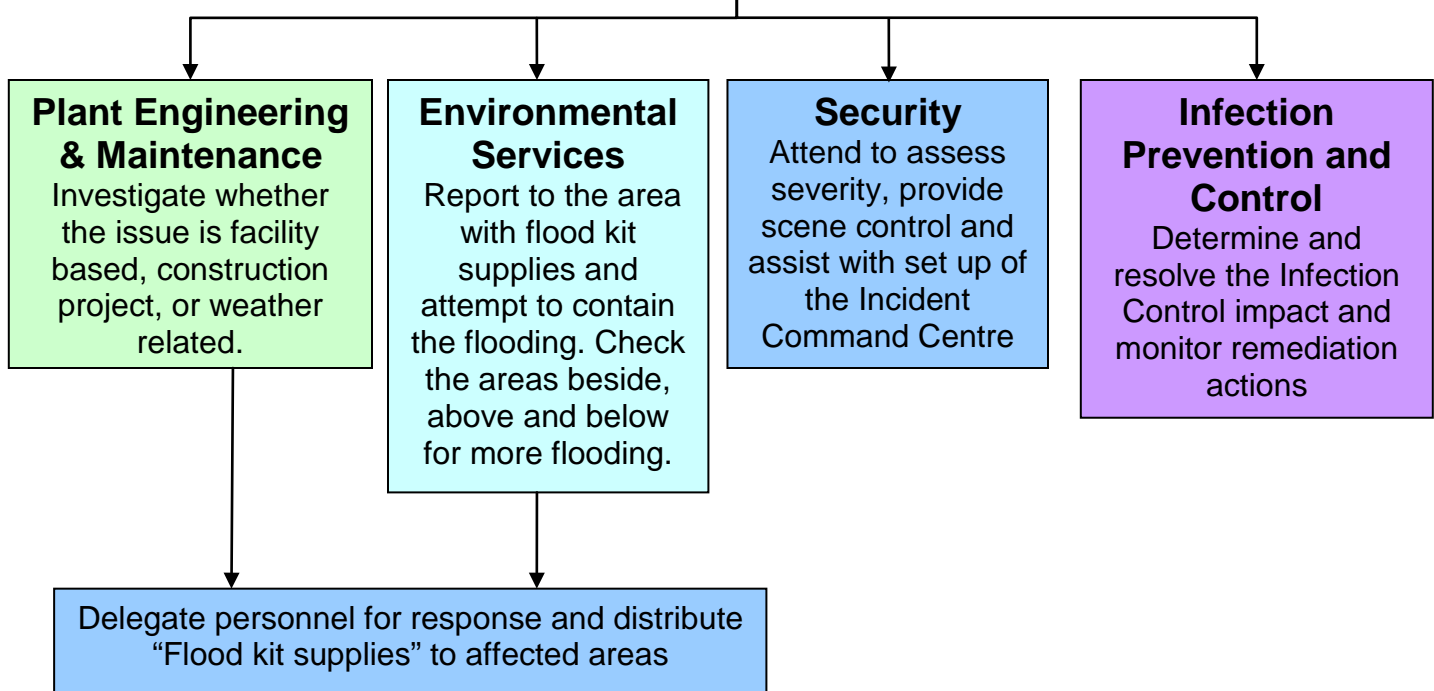 Plant Engineering
& Maintenance
Investigate whether
the issue is facility
based, construction
project, or weather
related.
Environmental
Services
Report to the area
with flood kit
supplies and
attempt to contain
the flooding. Check
the areas beside,
above and below
for more flooding.
Security
Attend to assess
severity, provide
scene control and
assist with set up of
the Incident
Command Centre
Infection
Prevention and
Control
Determine and
resolve the Infection
Control impact and
monitor remediation
actions
Delegate personnel for response and distribute
“Flood kit supplies” to affected areas